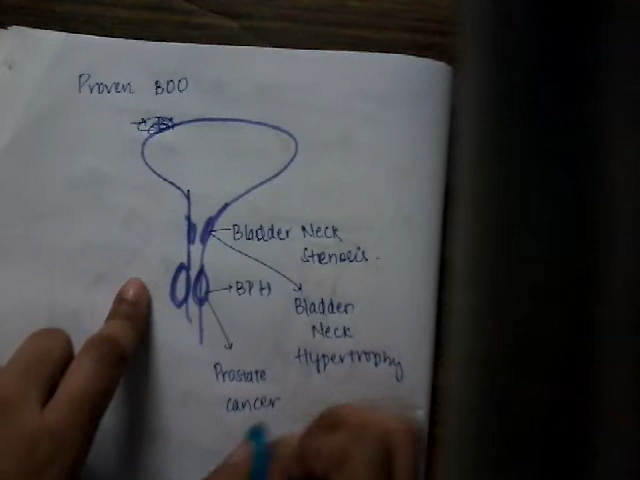 Proven BOO
Bladder Neck
Stenosis.
BPH
Bladder
Neck
Hypertrophy
Prostate
cancer